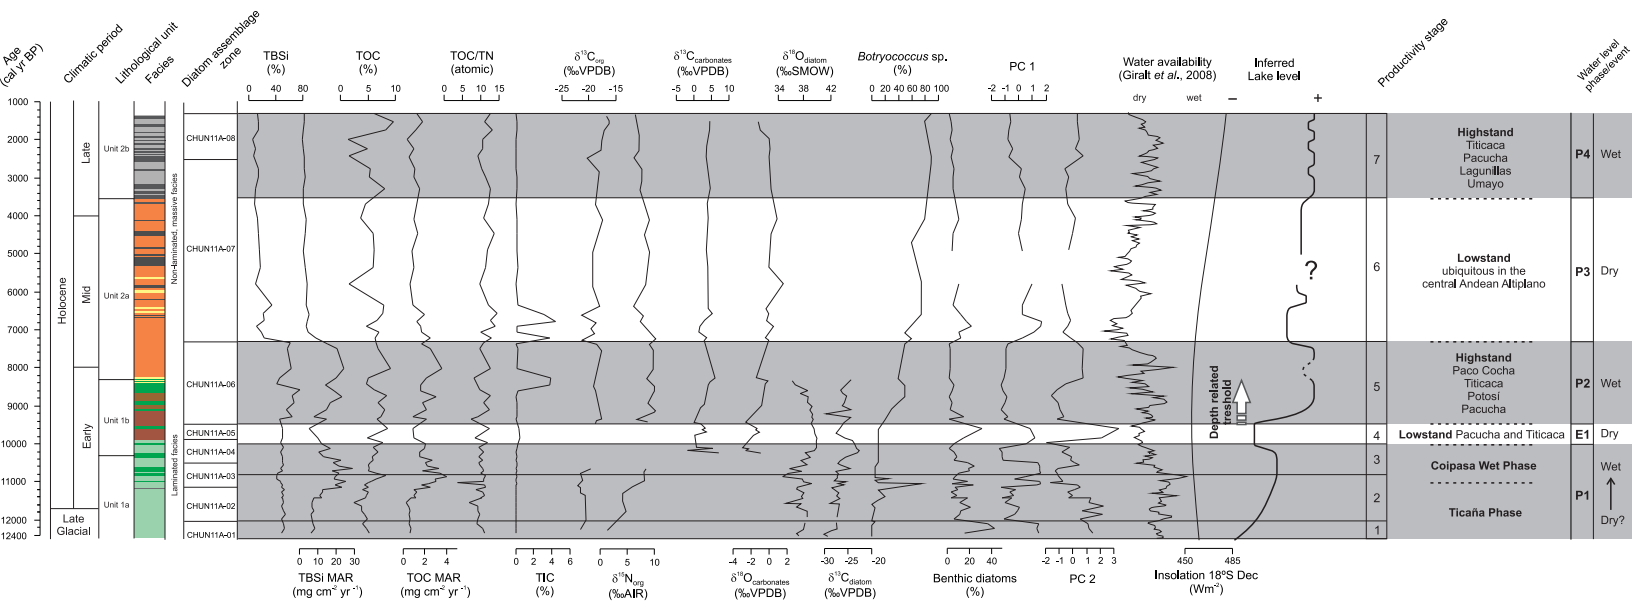 Age
(cal yr BP)
Climatic period
Lithological unit
Facies
Diatom assemblage
zone
TBSi
(%)
0 40 80
TOC
(%)
0 5 10
TOC/TN
(atomic)
0 5 10 15
δ¹³Corg
(‰VPDB)
-25 -20 -15
δ¹³Ccarbonates
(‰VPDB)
-5 0 5 10
δ¹⁸Odiatom
(‰SMOW)
34 38 42
Botryococcus sp.
(%)
0 20 40 60 80 100
PC 1
-2 -1 0 1 2
Water availability
(Giralt et al., 2008)
dry wet
Inferred
Lake level
− +
Productivity stage
Water level
phase/event
1000
2000
3000
4000
5000
6000
7000
8000
9000
10000
11000
12000
12400
Holocene
Late
Mid
Early
Late
Glacial
Unit 2b
Unit 2a
Unit 1b
Unit 1a
Non-laminated, massive facies
Laminated facies
CHUN11A-08
CHUN11A-07
CHUN11A-06
CHUN11A-05
CHUN11A-04
CHUN11A-03
CHUN11A-02
CHUN11A-01
?
Depth related
threshold
7
6
5
4
3
2
1
Highstand
Titicaca
Pacucha
Lagunillas
Umayo
P4 Wet
Lowstand
ubiquitous in the
central Andean Altiplano
P3 Dry
Highstand
Paco Cocha
Titicaca
Potosí
Pacucha
P2 Wet
Lowstand Pacucha and Titicaca
E1 Dry
Coipasa Wet Phase
Ticaña Phase
P1
Wet
Dry?
0 10 20 30
TBSi MAR
(mg cm⁻² yr⁻¹)
0 2 4
TOC MAR
(mg cm⁻² yr⁻¹)
0 2 4 6
TIC
(%)
0 5 10
δ¹⁵Norg
(‰AIR)
-4 -2 0 2
δ¹⁸Ocarbonates
(‰VPDB)
-30 -25 -20
δ¹³Cdiatom
(‰VPDB)
0 20 40
Benthic diatoms
(%)
-2 -1 0 1 2 3
PC 2
450 485
Insolation 18ºS Dec
(Wm⁻²)